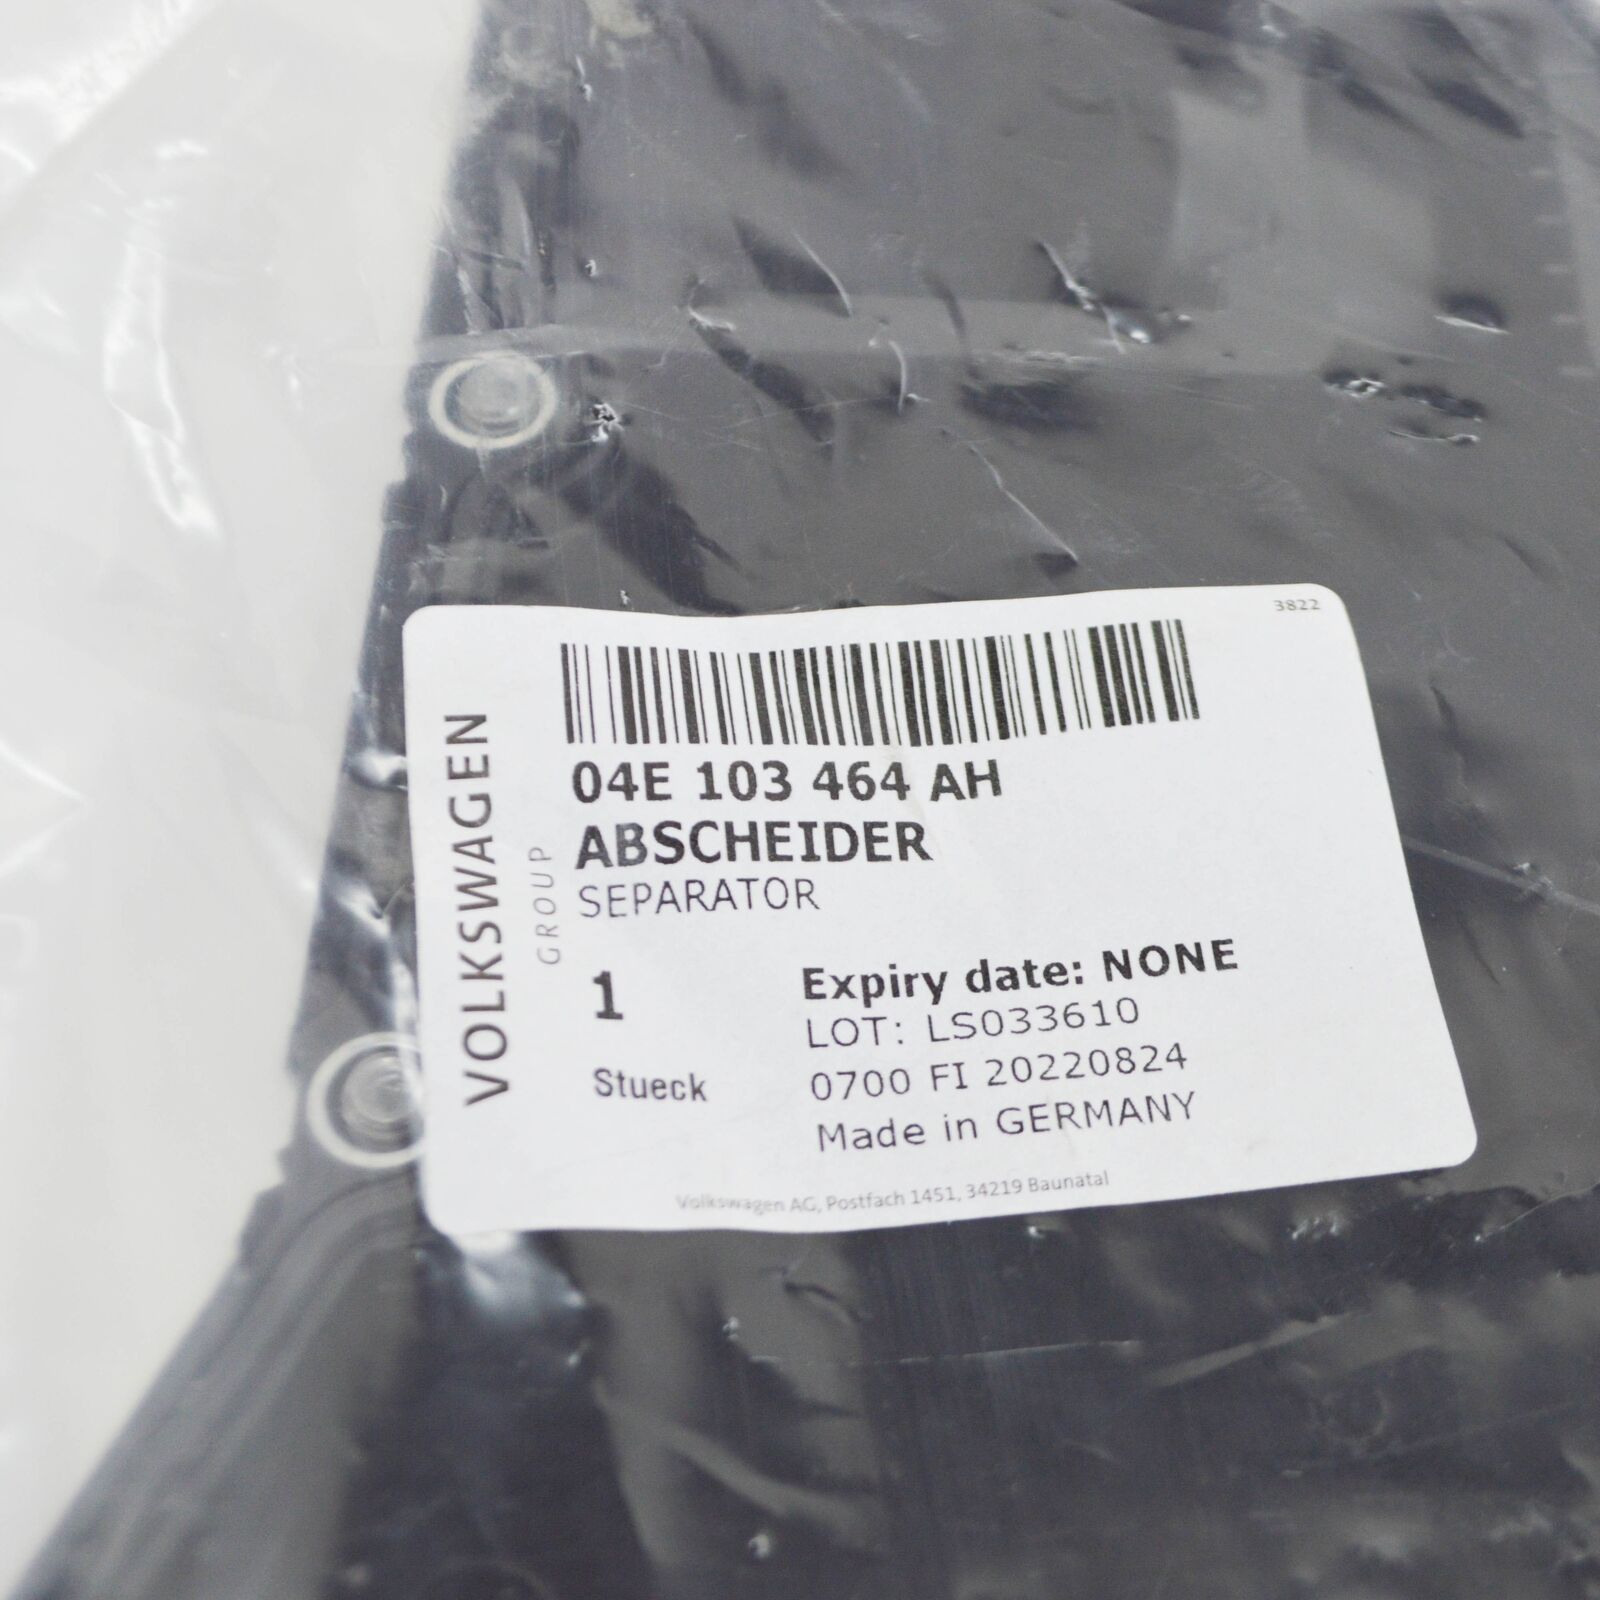 3822
VOLKSWAGEN
GROUP
04E 103 464 AH
ABSCHEIDER
SEPARATOR
1
Stueck
Expiry date: NONE
LOT: LS033610
0700 FI 20220824
Made in GERMANY
Volkswagen AG, Postfach 1451, 34219 Baunatal